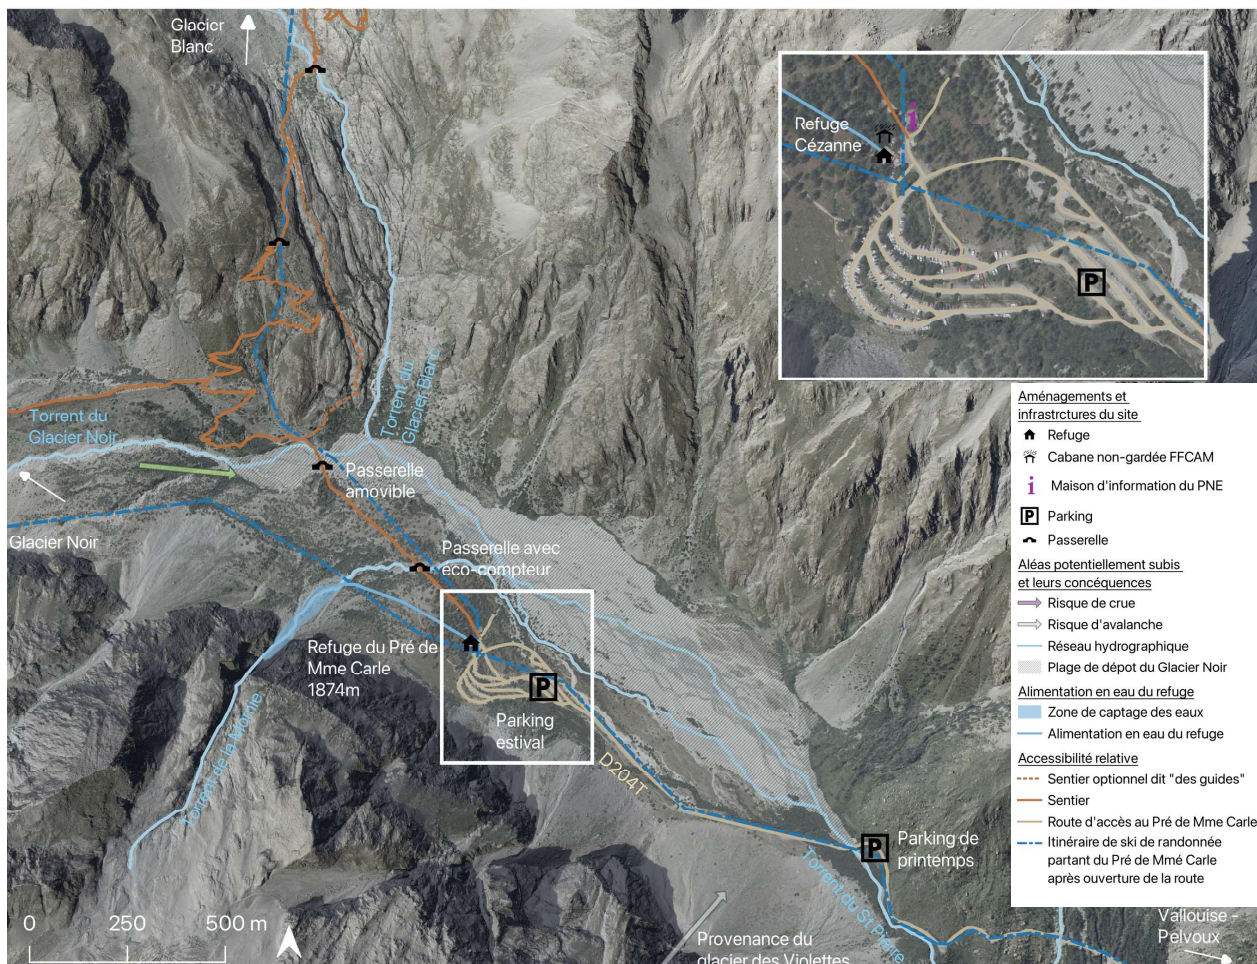 Glacier
Blanc
Refuge
Cézanne
i
P
Torrent du
Glacier Noir
Torrent du
Glacier Blanc
Passerelle
amovible
Glacier Noir
Passerelle avec
eco-compteur
Refuge du Pré de
Mme Carle
1874m
P
Parking
estival
Torrent de la Momie
D204T
P
Parking de
printemps
Torrent du St Pierre
0 250 500 m
Provenance du
glacier des Violettes
Vallouise -
Pelvoux
Aménagements et
infrastrctures du site
Refuge
Cabane non-gardée FFCAM
i Maison d'information du PNE
P Parking
Passerelle
Aléas potentiellement subis
et leurs concéquences
Risque de crue
Risque d'avalanche
Réseau hydrographique
Plage de dépot du Glacier Noir
Alimentation en eau du refuge
Zone de captage des eaux
Alimentation en eau du refuge
Accessibilité relative
Sentier optionnel dit "des guides"
Sentier
Route d'accès au Pré de Mme Carle
Itinéraire de ski de randonnée
partant du Pré de Mmé Carle
après ouverture de la route